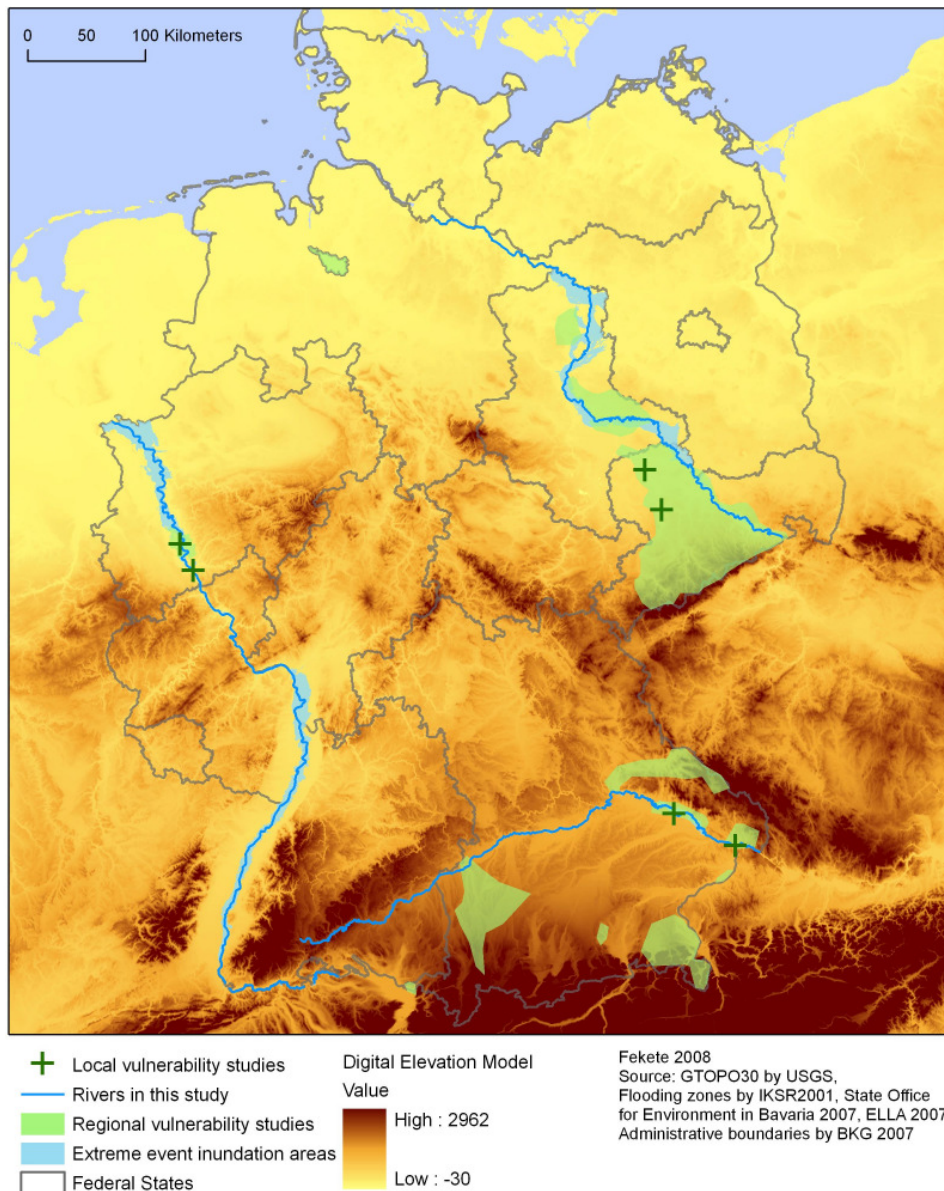 0 50 100 Kilometers
Local vulnerability studies
Rivers in this study
Regional vulnerability studies
Extreme event inundation areas
Federal States
Digital Elevation Model
Value
High : 2962
Low : -30
Fekete 2008
Source: GTOPO30 by USGS,
Flooding zones by IKSR2001, State Office
for Environment in Bavaria 2007, ELLA 2007
Administrative boundaries by BKG 2007